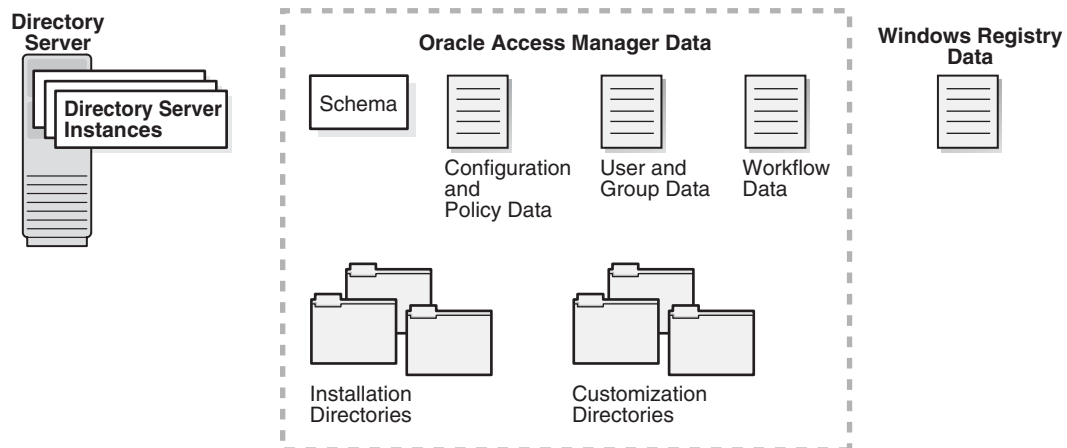 Directory
Server
Directory Server
Instances
Oracle Access Manager Data
Schema
Configuration
and
Policy Data
User and
Group Data
Workflow
Data
Installation
Directories
Customization
Directories
Windows Registry
Data